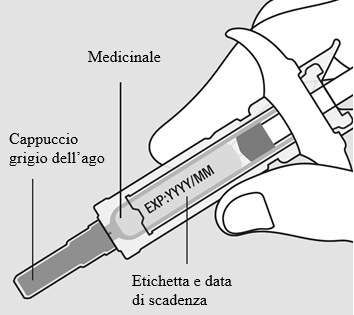 Medicinale
Cappuccio
grigio dell’ago
EXP:YYYY/MM
Etichetta e data
di scadenza